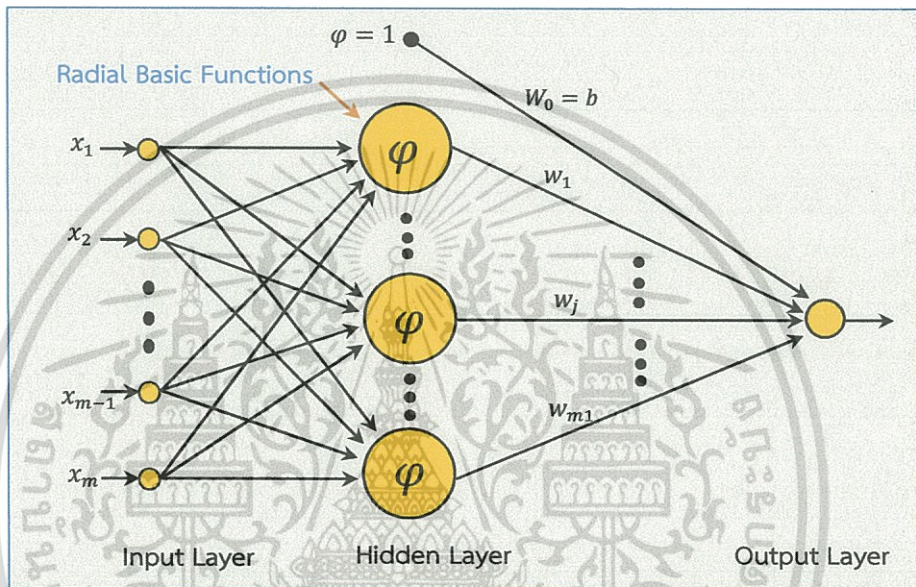 φ = 1
Radial Basic Functions
W₀ = b
x₁
φ
w₁
x₂
φ
wⱼ
xₘ₋₁
wₘ₁
xₘ
φ
Input Layer
Hidden Layer
Output Layer